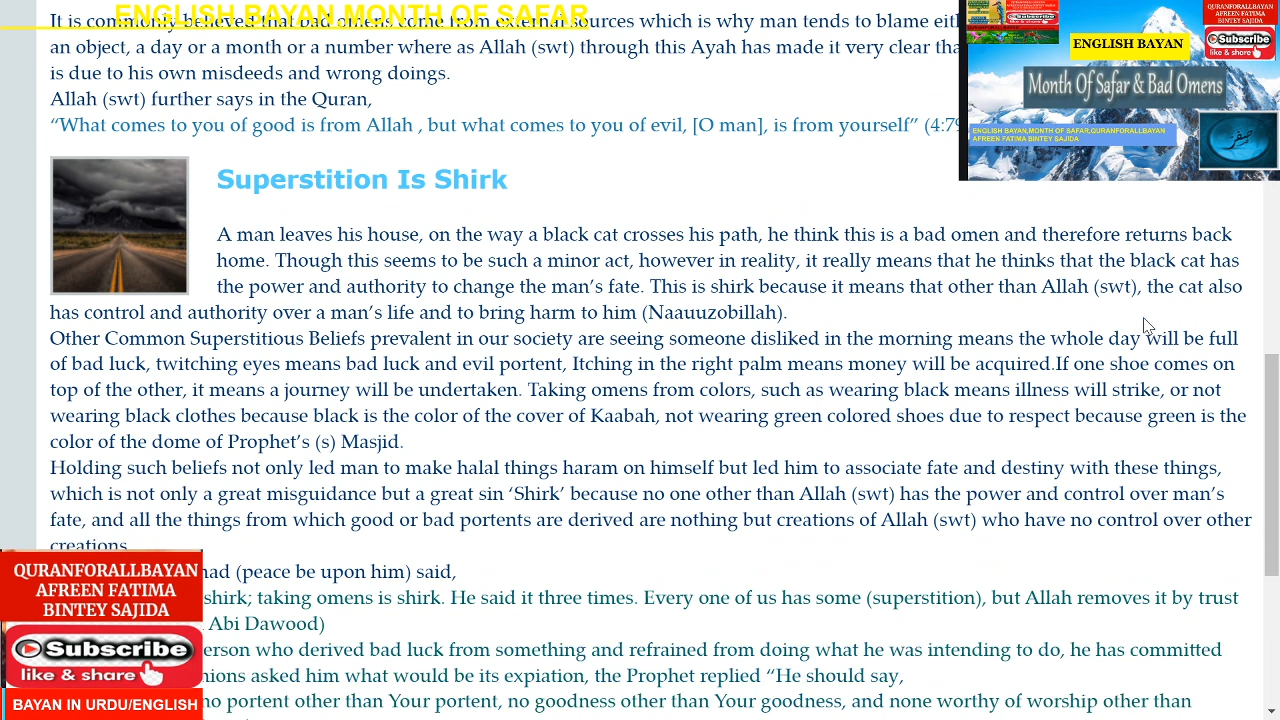 ENGLISH BAYAN,MONTH OF SAFAR
It is commonly believed that bad omens come from external sources which is why man tends to blame
an object, a day or a month or a number where as Allah (swt) through this Ayah has made it very clear
is due to his own misdeeds and wrong doings.
Allah (swt) further says in the Quran,
“What comes to you of good is from Allah , but what comes to you of evil, [O man], is from yourself” (4:79
QURANFORALLBAYAN
AFREEN FATIMA
BINTEY SAJIDA
Subscribe
like & share
ENGLISH BAYAN
Month Of Safar & Bad Omens
ENGLISH BAYAN,MONTH OF SAFAR,QURANFORALLBAYAN
AFREEN FATIMA BINTEY SAJIDA
صفر
Superstition Is Shirk
A man leaves his house, on the way a black cat crosses his path, he think this is a bad omen and therefore returns back
home. Though this seems to be such a minor act, however in reality, it really means that he thinks that the black cat has
the power and authority to change the man’s fate. This is shirk because it means that other than Allah (swt), the cat also
has control and authority over a man’s life and to bring harm to him (Naauuzobillah).
Other Common Superstitious Beliefs prevalent in our society are seeing someone disliked in the morning means the whole day will be full
of bad luck, twitching eyes means bad luck and evil portent, Itching in the right palm means money will be acquired.If one shoe comes on
top of the other, it means a journey will be undertaken. Taking omens from colors, such as wearing black means illness will strike, or not
wearing black clothes because black is the color of the cover of Kaabah, not wearing green colored shoes due to respect because green is the
color of the dome of Prophet’s (s) Masjid.
Holding such beliefs not only led man to make halal things haram on himself but led him to associate fate and destiny with these things,
which is not only a great misguidance but a great sin ‘Shirk’ because no one other than Allah (swt) has the power and control over man’s
fate, and all the things from which good or bad portents are derived are nothing but creations of Allah (swt) who have no control over other
creations
(peace be upon him) said,
shirk; taking omens is shirk. He said it three times. Every one of us has some (superstition), but Allah removes it by trust
Abi Dawood)
who derived bad luck from something and refrained from doing what he was intending to do, he has committed
asked him what would be its expiation, the Prophet replied “He should say,
no portent other than Your portent, no goodness other than Your goodness, and none worthy of worship other than
QURANFORALLBAYAN
AFREEN FATIMA
BINTEY SAJIDA
Subscribe
like & share
BAYAN IN URDU/ENGLISH